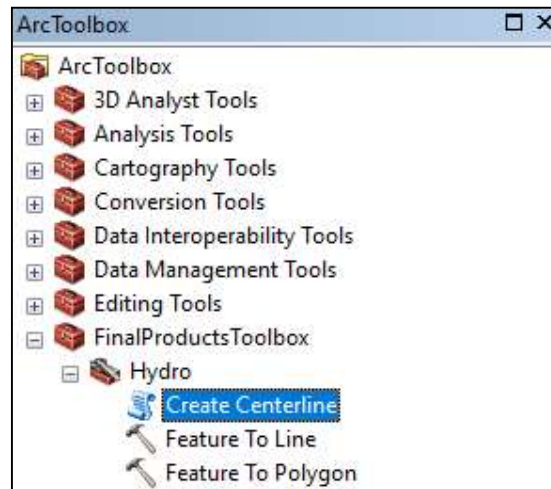 ArcToolbox
ArcToolbox
3D Analyst Tools
Analysis Tools
Cartography Tools
Conversion Tools
Data Interoperability Tools
Data Management Tools
Editing Tools
FinalProductsToolbox
Hydro
Create Centerline
Feature To Line
Feature To Polygon